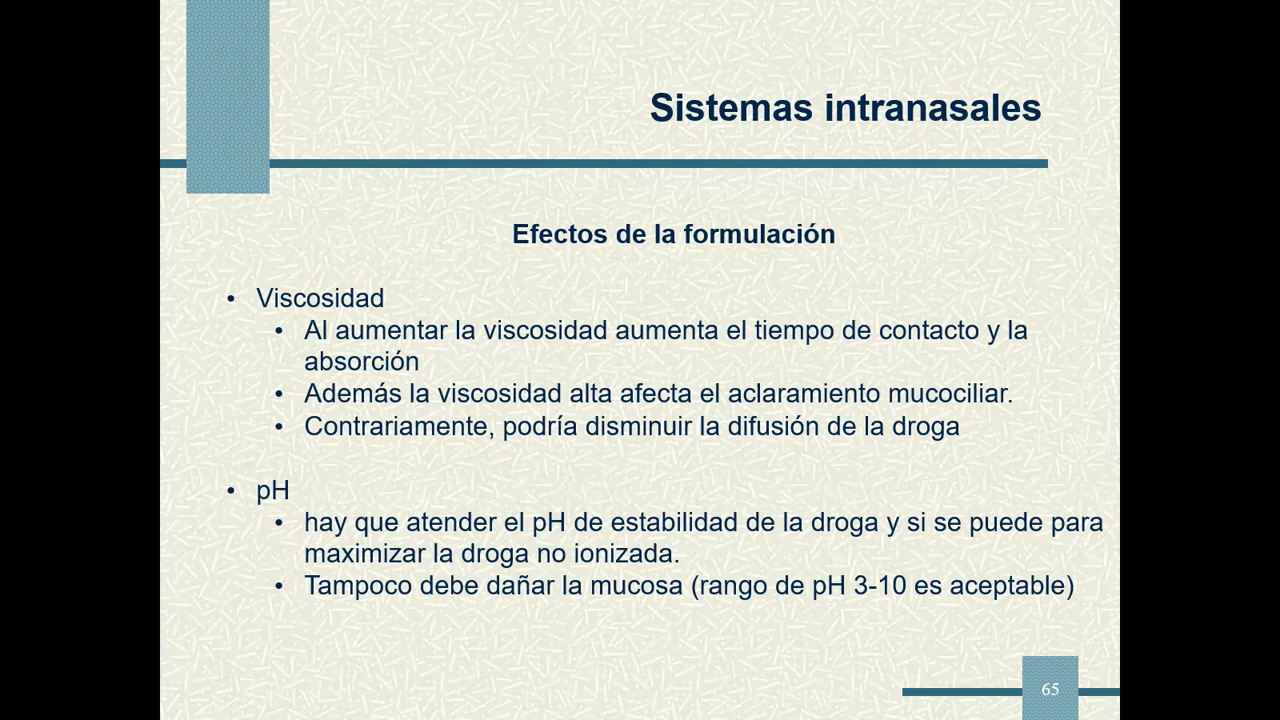 Sistemas intranasales
Efectos de la formulación
• Viscosidad
• Al aumentar la viscosidad aumenta el tiempo de contacto y la
absorción
• Además la viscosidad alta afecta el aclaramiento mucociliar.
• Contrariamente, podría disminuir la difusión de la droga
• pH
• hay que atender el pH de estabilidad de la droga y si se puede para
maximizar la droga no ionizada.
• Tampoco debe dañar la mucosa (rango de pH 3-10 es aceptable)
65